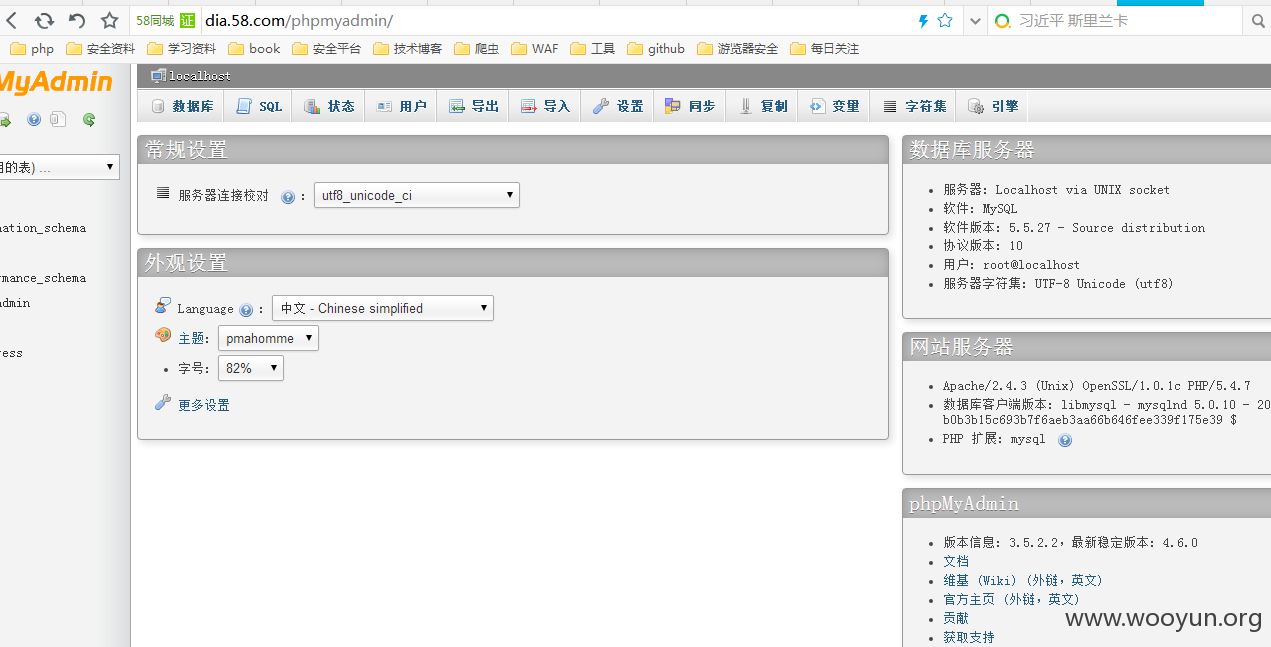 58同城 证 dia.58.com/phpmyadmin/ 习近平 斯里兰卡
php 安全资料 学习资料 book 安全平台 技术博客 爬虫 WAF 工具 github 游览器安全 每日关注
MyAdmin
localhost
数据库 SQL 状态 用户 导出 导入 设置 同步 复制 变量 字符集 引擎
的表) ...
ation_schema
mance_schema
dmin
ess
常规设置
服务器连接核对 : utf8_unicode_ci
外观设置
Language : 中文 - Chinese simplified
主题: pmahomme
字号: 82%
更多设置
数据库服务器
服务器: Localhost via UNIX socket
软件: MySQL
软件版本: 5.5.27 - Source distribution
协议版本: 10
用户: root@localhost
服务器字符集: UTF-8 Unicode (utf8)
网站服务器
Apache/2.4.3 (Unix) OpenSSL/1.0.1c PHP/5.4.7
数据库客户端版本: libmysql - mysqlnd 5.0.10 - 20
b0b3b15c693b7f6aeb3aa66b646fee339f175e39 $
PHP 扩展: mysql
phpMyAdmin
版本信息: 3.5.2.2, 最新稳定版本: 4.6.0
文档
维基 (Wiki) (外链, 英文)
官方主页 (外链, 英文)
贡献
获取支持
www.wooyun.org